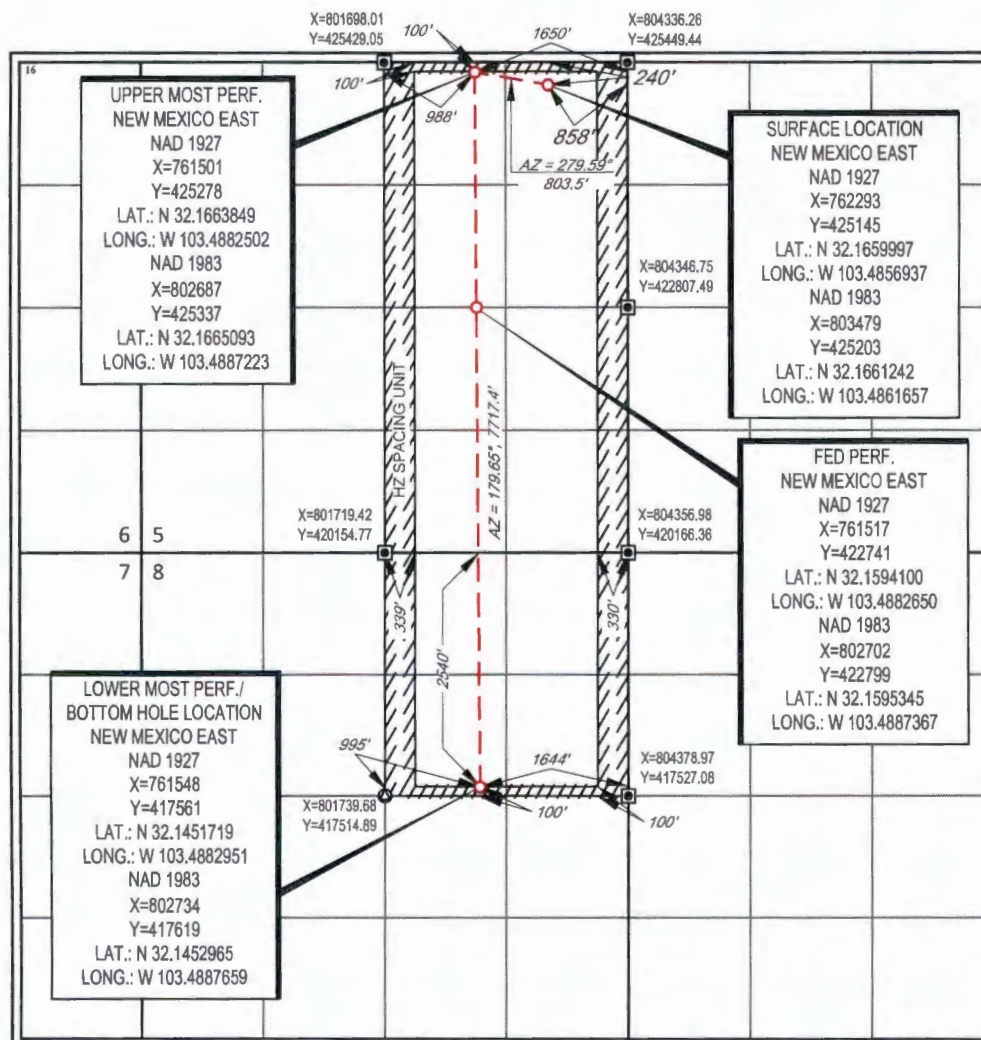 X=801698.01
Y=425429.05
100'
1650'
X=804336.26
Y=425449.44
16
100'
988'
240'
858'
AZ = 279.59°
803.5'
UPPER MOST PERF.
NEW MEXICO EAST
NAD 1927
X=761501
Y=425278
LAT.: N 32.1663849
LONG.: W 103.4882502
NAD 1983
X=802687
Y=425337
LAT.: N 32.1665093
LONG.: W 103.4887223
SURFACE LOCATION
NEW MEXICO EAST
NAD 1927
X=762293
Y=425145
LAT.: N 32.1659997
LONG.: W 103.4856937
NAD 1983
X=803479
Y=425203
LAT.: N 32.1661242
LONG.: W 103.4861657
X=804346.75
Y=422807.49
HZ SPACING UNIT
AZ = 179.65°, 7717.4'
FED PERF.
NEW MEXICO EAST
NAD 1927
X=761517
Y=422741
LAT.: N 32.1594100
LONG.: W 103.4882650
NAD 1983
X=802702
Y=422799
LAT.: N 32.1595345
LONG.: W 103.4887367
6 5
7 8
X=801719.42
Y=420154.77
X=804356.98
Y=420166.36
339'
330'
2540'
LOWER MOST PERF./
BOTTOM HOLE LOCATION
NEW MEXICO EAST
NAD 1927
X=761548
Y=417561
LAT.: N 32.1451719
LONG.: W 103.4882951
NAD 1983
X=802734
Y=417619
LAT.: N 32.1452965
LONG.: W 103.4887659
995'
1644'
X=804378.97
Y=417527.08
X=801739.68
Y=417514.89
100'
100'